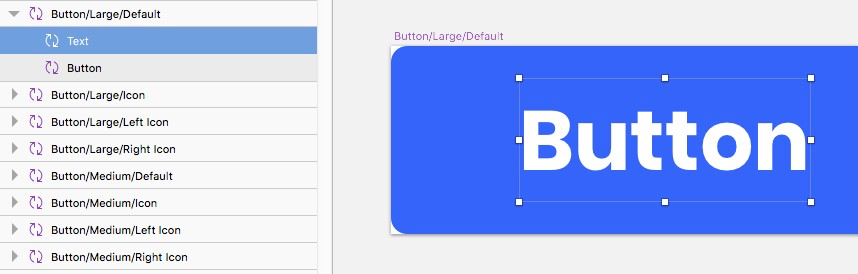 Button/Large/Default
Text
Button
Button/Large/Icon
Button/Large/Left Icon
Button/Large/Right Icon
Button/Medium/Default
Button/Medium/Icon
Button/Medium/Left Icon
Button/Medium/Right Icon
Button/Large/Default
Button